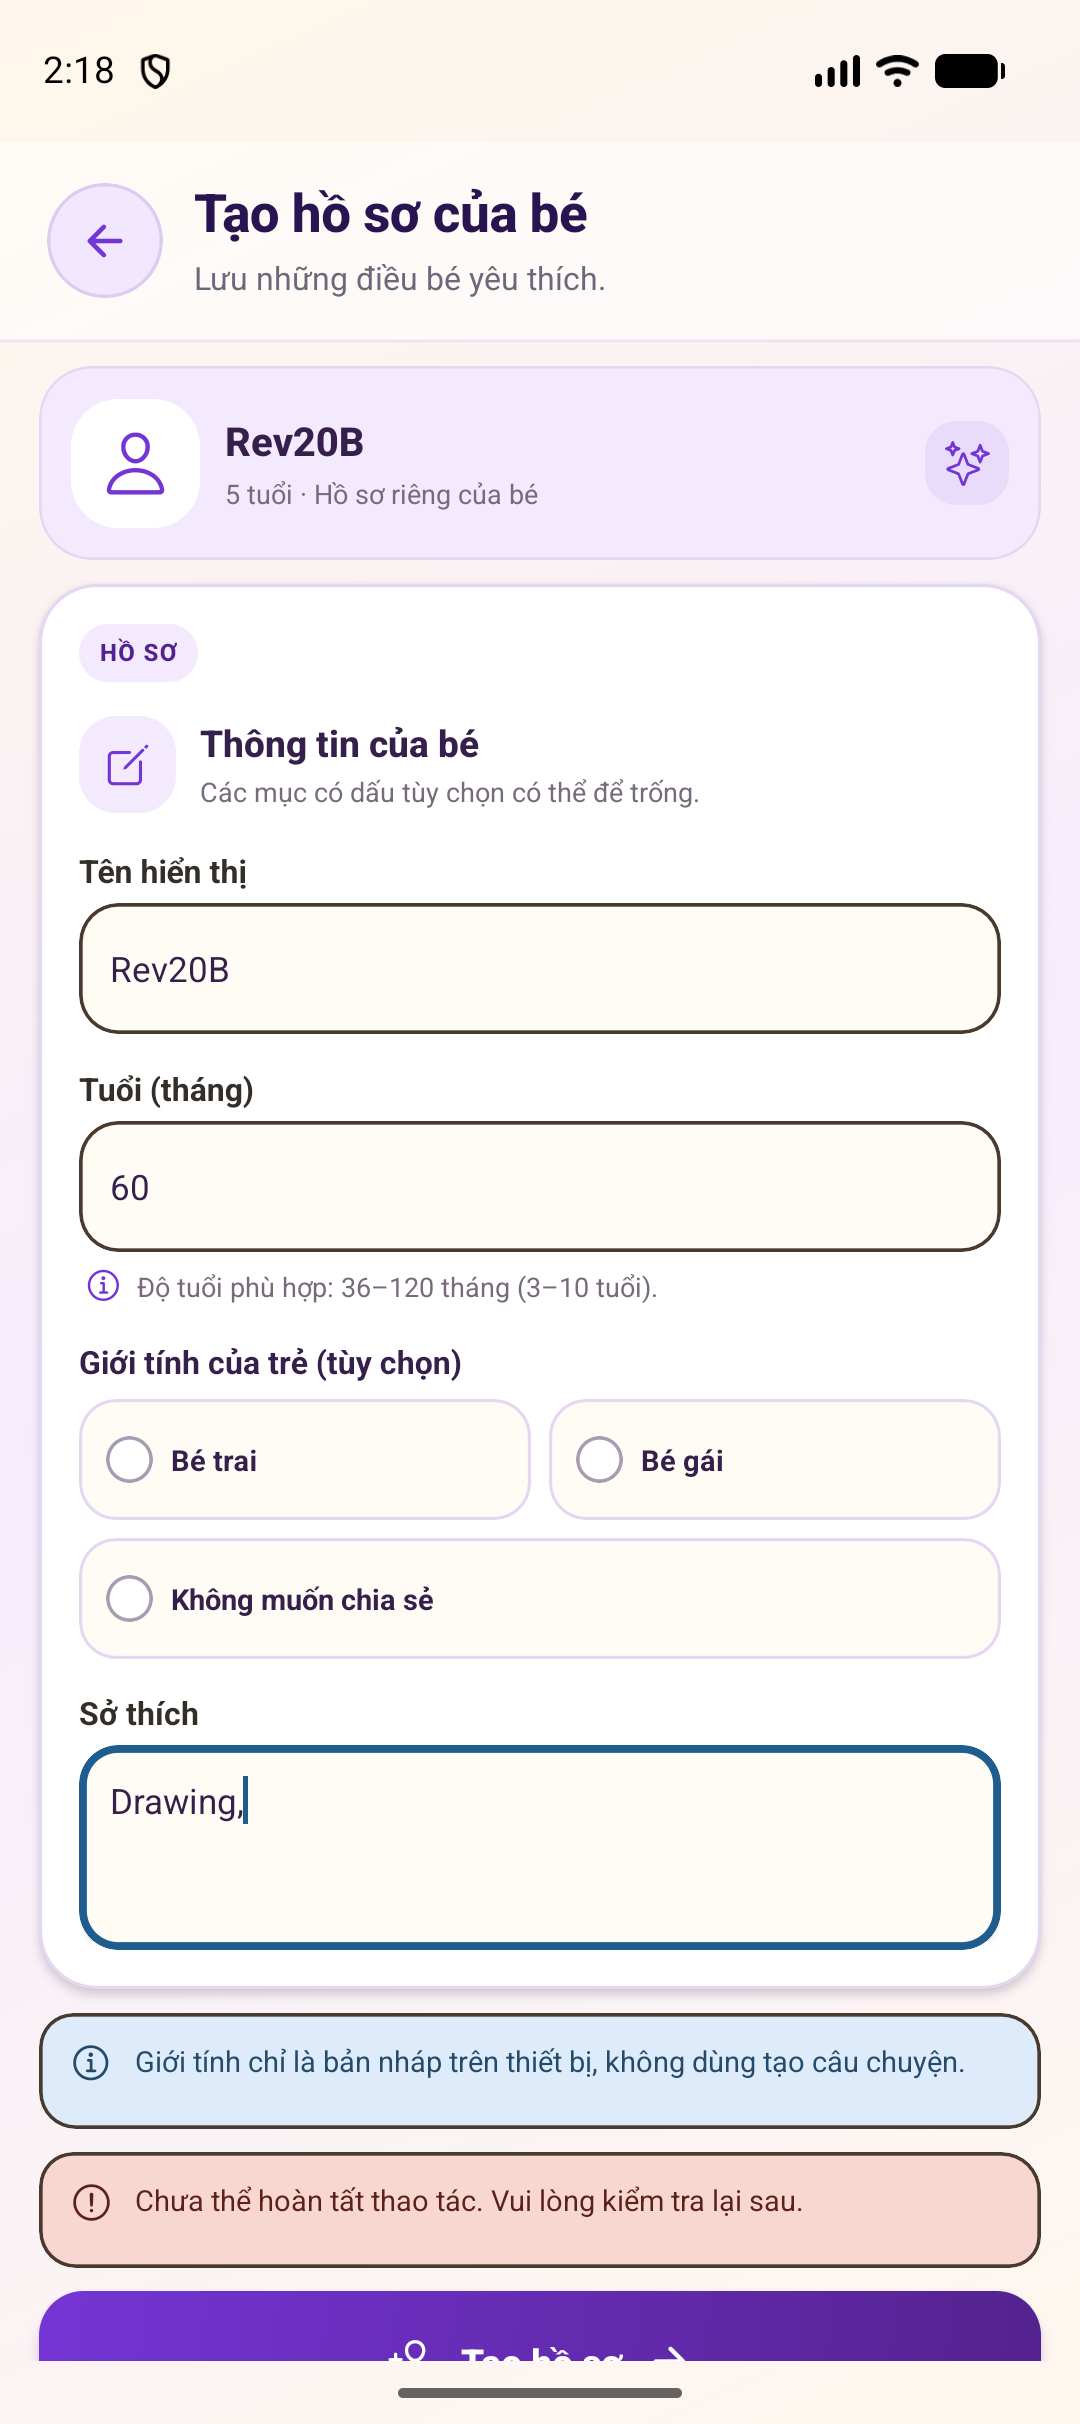 2:18
Tạo hồ sơ của bé
Lưu những điều bé yêu thích.
Rev20B
5 tuổi · Hồ sơ riêng của bé
HỒ SƠ
Thông tin của bé
Các mục có dấu tùy chọn có thể để trống.
Tên hiển thị
Rev20B
Tuổi (tháng)
60
Độ tuổi phù hợp: 36–120 tháng (3–10 tuổi).
Giới tính của trẻ (tùy chọn)
Bé trai
Bé gái
Không muốn chia sẻ
Sở thích
Drawing,
Giới tính chỉ là bản nháp trên thiết bị, không dùng tạo câu chuyện.
Chưa thể hoàn tất thao tác. Vui lòng kiểm tra lại sau.
Tạo hồ sơ